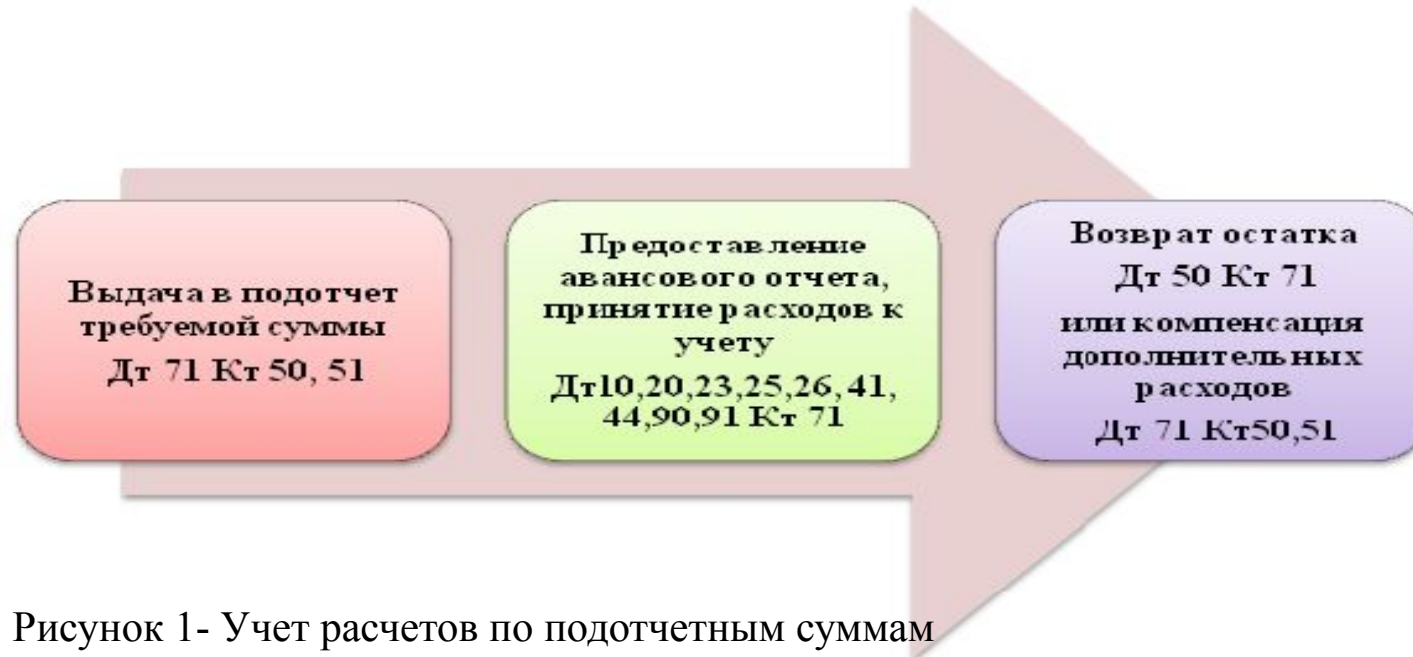 Выдача в подотчет
требуемой суммы
Дт 71 Кт 50, 51
Предоставление
авансового отчета,
принятие расходов к
учету
Дт10,20,23,25,26, 41,
44,90,91 Кт 71
Возврат остатка
Дт 50 Кт 71
или компенсация
дополнительных
расходов
Дт 71 Кт50,51
Рисунок 1- Учет расчетов по подотчетным суммам